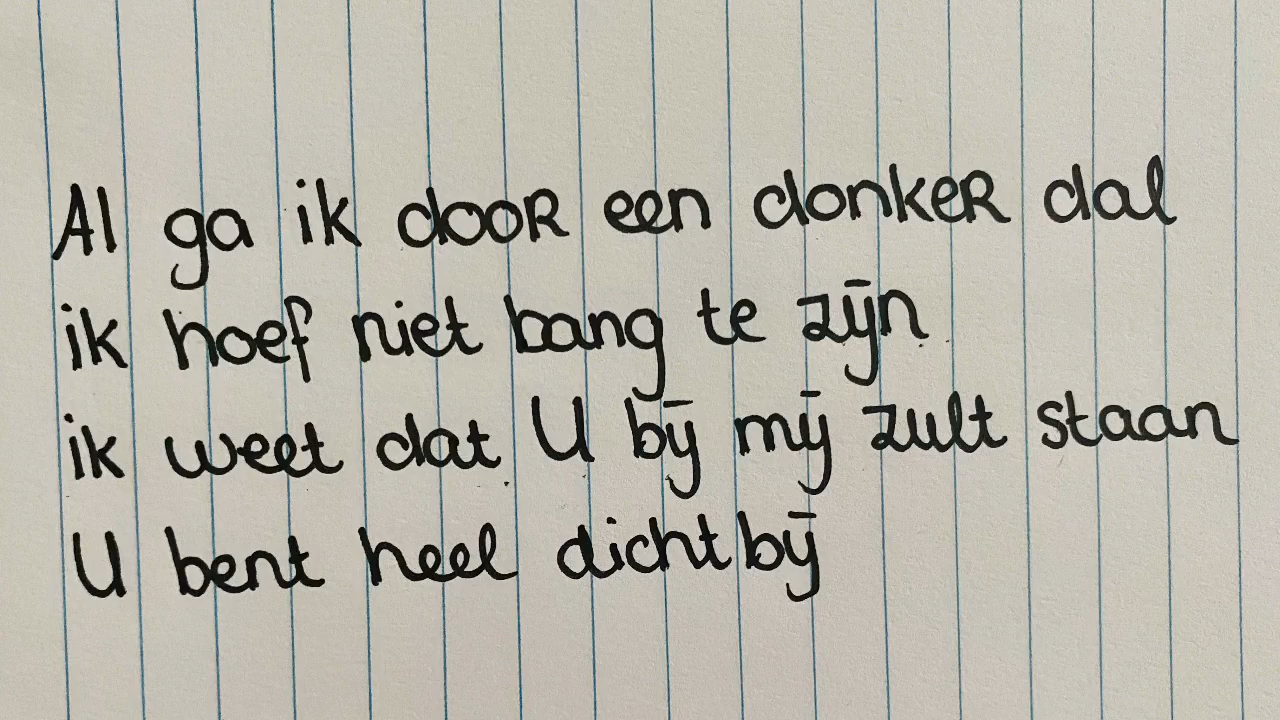 Al ga ik door een donker dal
ik hoef niet bang te zijn
ik weet dat U bij mij zult staan
U bent heel dichtbij